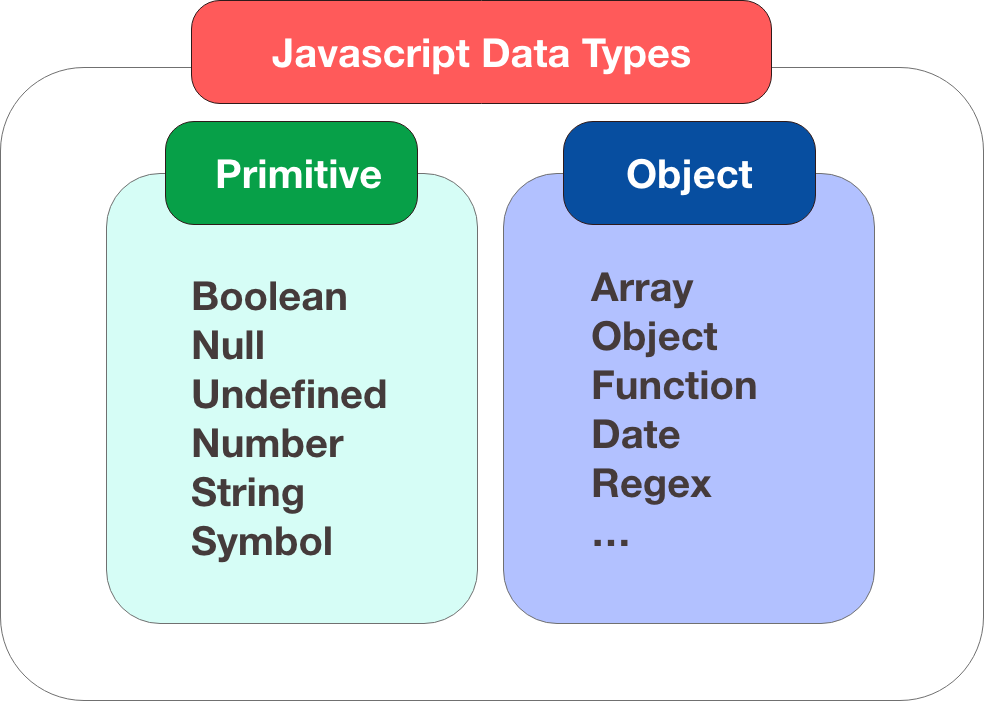 Javascript Data Types
Primitive
Boolean
Null
Undefined
Number
String
Symbol
Object
Array
Object
Function
Date
Regex
...